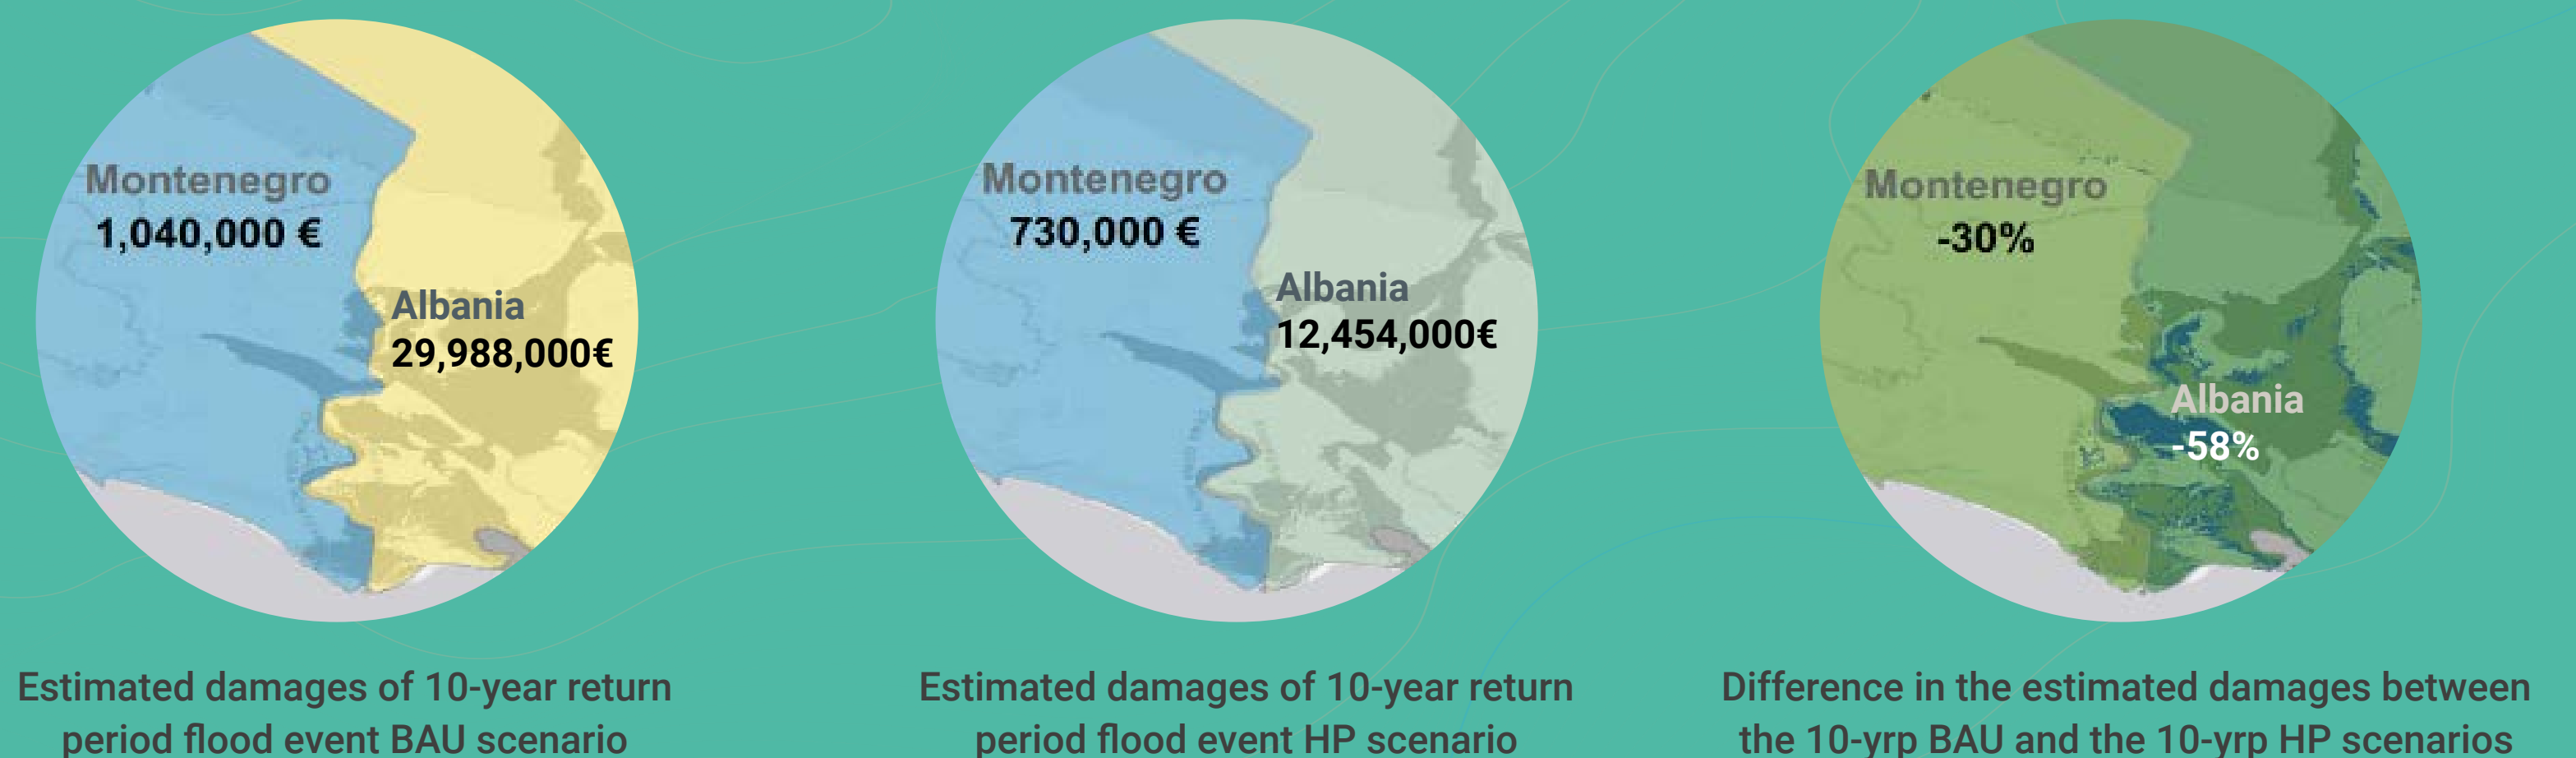 Montenegro
1,040,000 €
Albania
29,988,000€
Estimated damages of 10-year return
period flood event BAU scenario
Montenegro
730,000 €
Albania
12,454,000€
Estimated damages of 10-year return
period flood event HP scenario
Montenegro
-30%
Albania
-58%
Difference in the estimated damages between
the 10-yrp BAU and the 10-yrp HP scenarios